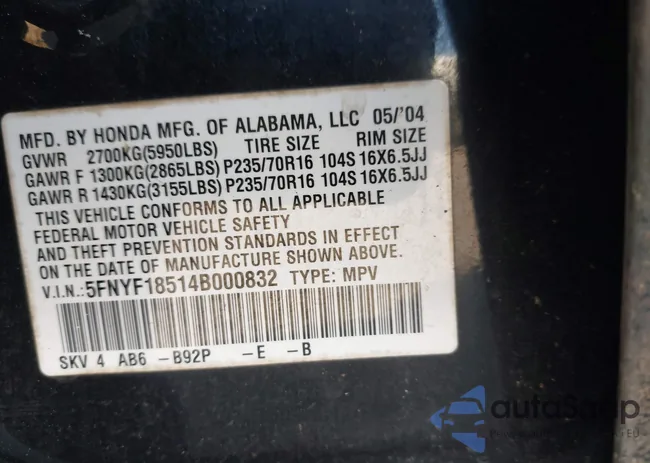 MFD. BY HONDA MFG. OF ALABAMA, LLC 05/'04
GVWR 2700KG(5950LBS) TIRE SIZE RIM SIZE
GAWR F 1300KG(2865LBS) P235/70R16 104S 16X6.5JJ
GAWR R 1430KG(3155LBS) P235/70R16 104S 16X6.5JJ
THIS VEHICLE CONFORMS TO ALL APPLICABLE
FEDERAL MOTOR VEHICLE SAFETY
AND THEFT PREVENTION STANDARDS IN EFFECT
ON THE DATE OF MANUFACTURE SHOWN ABOVE.
V.I.N.: 5FNYF18514B000832 TYPE: MPV
SKV 4 AB6 -B92P -E -B